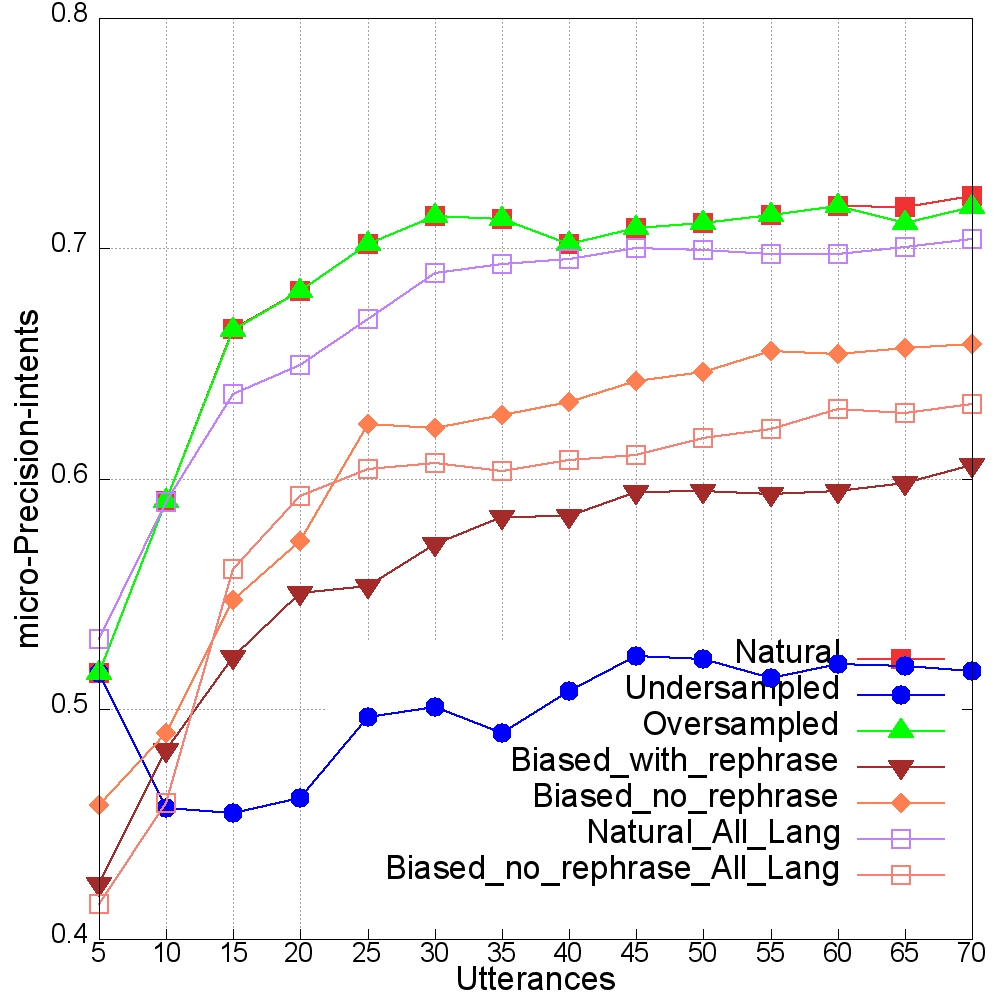 0.8
0.7
0.6
0.5
0.4
micro-Precision-intents
Natural
Undersampled
Oversampled
Biased_with_rephrase
Biased_no_rephrase
Natural_All_Lang
Biased_no_rephrase_All_Lang
5 10 15 20 25 30 35 40 45 50 55 60 65 70
Utterances